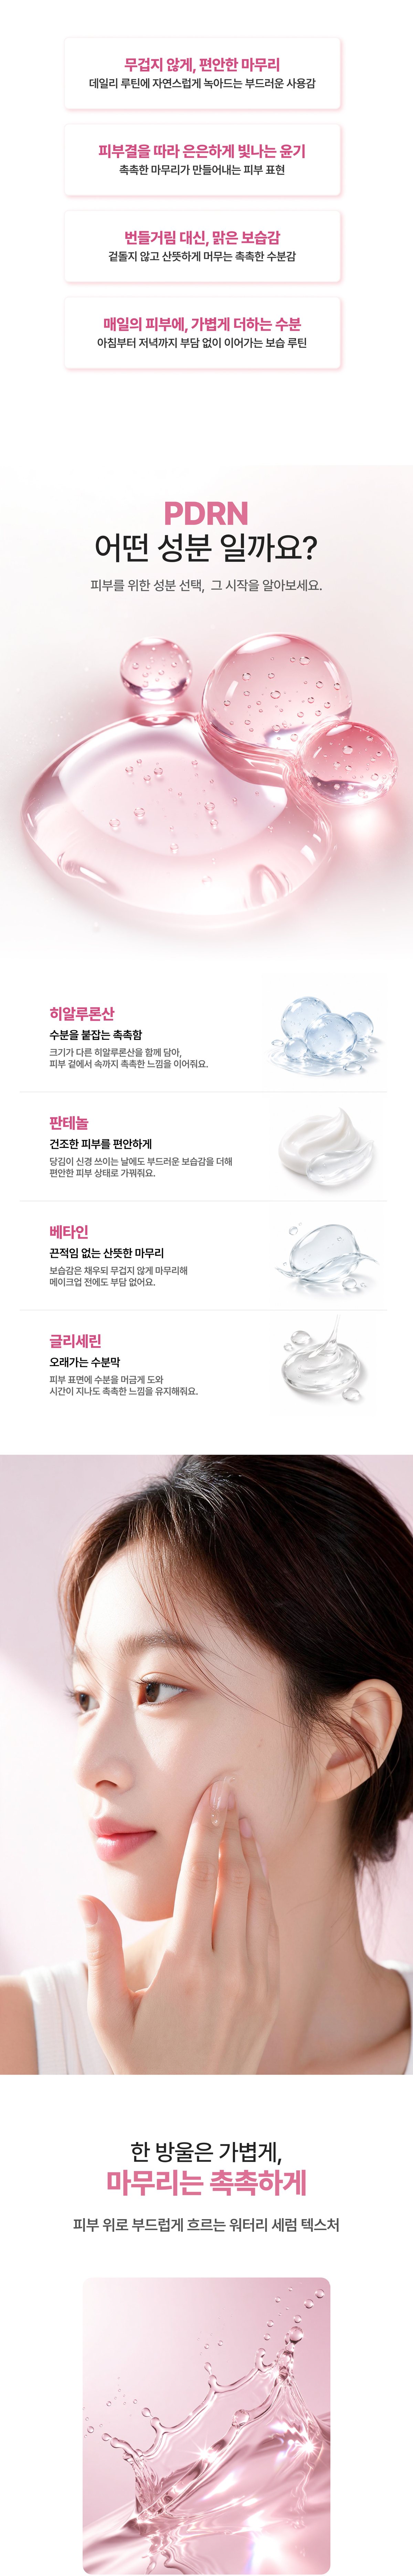 무겁지 않게, 편안한 마무리
데일리 루틴에 자연스럽게 녹아드는 부드러운 사용감
피부결을 따라 은은하게 빛나는 윤기
촉촉한 마무리가 만들어내는 피부 표현
번들거림 대신, 맑은 보습감
겉돌지 않고 산뜻하게 머무는 촉촉한 수분감
매일의 피부에, 가볍게 더하는 수분
아침부터 저녁까지 부담 없이 이어가는 보습 루틴
PDRN
어떤 성분 일까요?
피부를 위한 성분 선택, 그 시작을 알아보세요.
히알루론산
수분을 붙잡는 촉촉함
크기가 다른 히알루론산을 함께 담아,
피부 겉에서 속까지 촉촉한 느낌을 이어줘요.
판테놀
건조한 피부를 편안하게
당김이 신경 쓰이는 날에도 부드러운 보습감을 더해
편안한 피부 상태로 가꿔줘요.
베타인
끈적임 없는 산뜻한 마무리
보습감은 채우되 무겁지 않게 마무리해
메이크업 전에도 부담 없어요.
글리세린
오래가는 수분막
피부 표면에 수분을 머금게 도와
시간이 지나도 촉촉한 느낌을 유지해줘요.
한 방울은 가볍게,
마무리는 촉촉하게
피부 위로 부드럽게 흐르는 워터리 세럼 텍스처